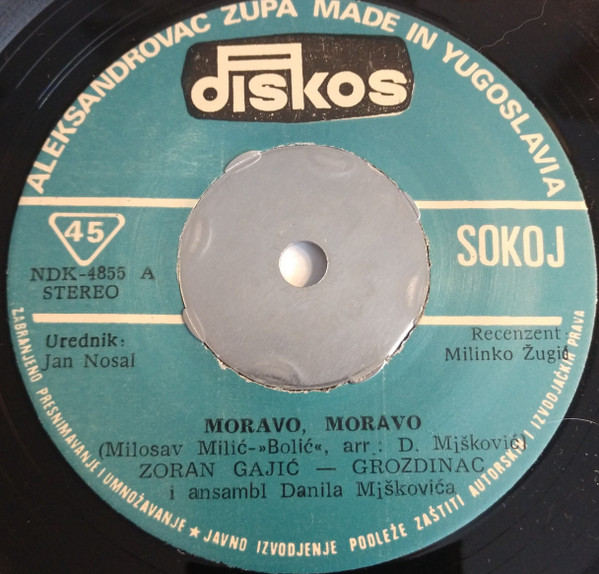 ALEKSANDROVAC ŽUPA MADE IN YUGOSLAVIA
diskos
45
SOKOJ
NDK-4855 A
STEREO
Urednik:
Jan Nosal
Recenzent:
Milinko Žugić
MORAVO, MORAVO
(Milosav Milić-»Bolić«, arr: D. Mişković)
ZORAN GAJIĆ — GROZDINAC
i ansambl Danila Mişkovića
ZABRANJENO PRESNIMAVANJE I UMNOŽAVANJE ★ JAVNO IZVODJENJE PODLEŽE ZAŠTITI AUTORSKIH I IZVODJAČKIH PRAVA